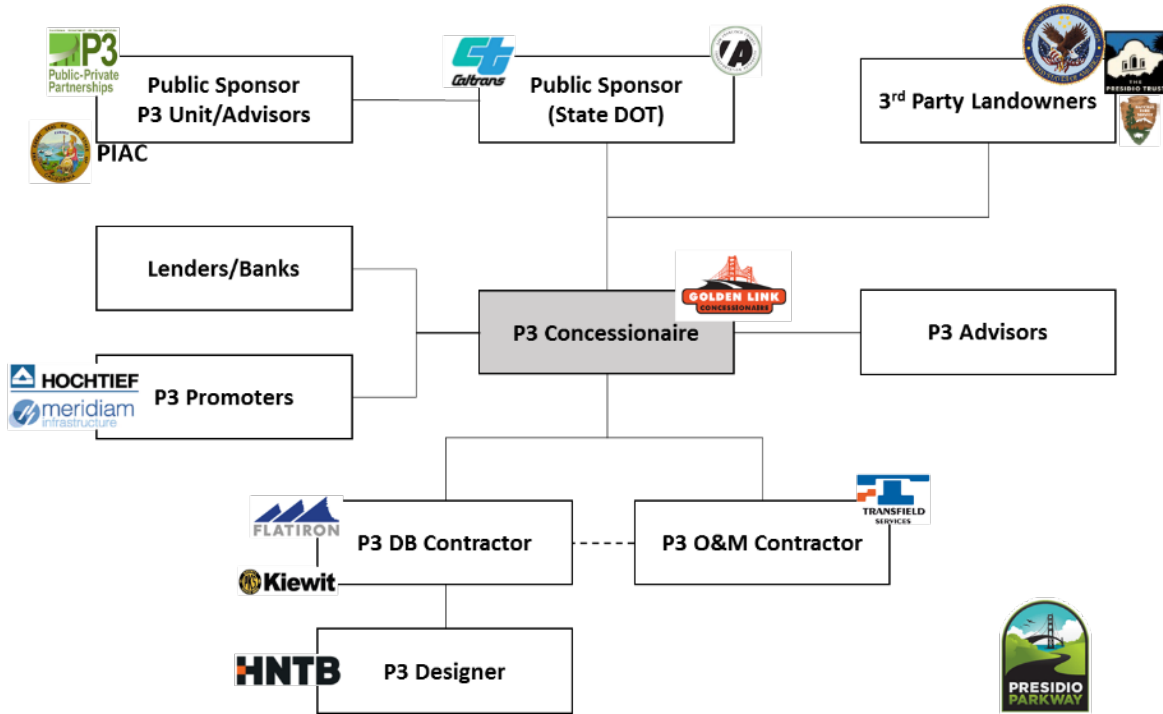 P3
Public-Private
Partnerships
Public Sponsor
P3 Unit/Advisors
PIAC
Caltrans
Public Sponsor
(State DOT)
3rd Party Landowners
THE
PRESIDIO TRUST
Lenders/Banks
GOLDEN LINK
CONCESSIONAIRE
P3 Concessionaire
P3 Advisors
HOCHTIEF
meridiam
infrastructure
P3 Promoters
FLATIRON
P3 DB Contractor
Kiewit
TRANSFIELD
SERVICES
P3 O&M Contractor
HNTB
P3 Designer
PRESIDIO
PARKWAY